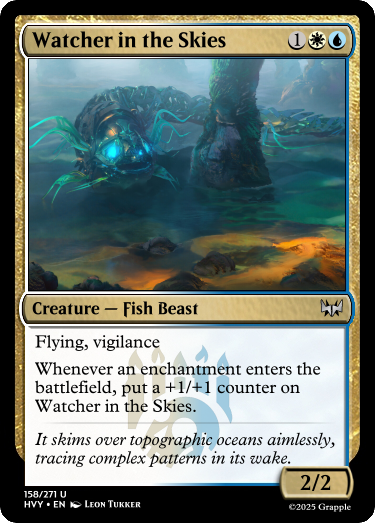 Watcher in the Skies 1
Creature — Fish Beast
Flying, vigilance
Whenever an enchantment enters the
battlefield, put a +1/+1 counter on
Watcher in the Skies.
It skims over topographic oceans aimlessly,
tracing complex patterns in its wake.
2/2
158/271 U
HVY • EN Leon Tukker
©2025 Grapple